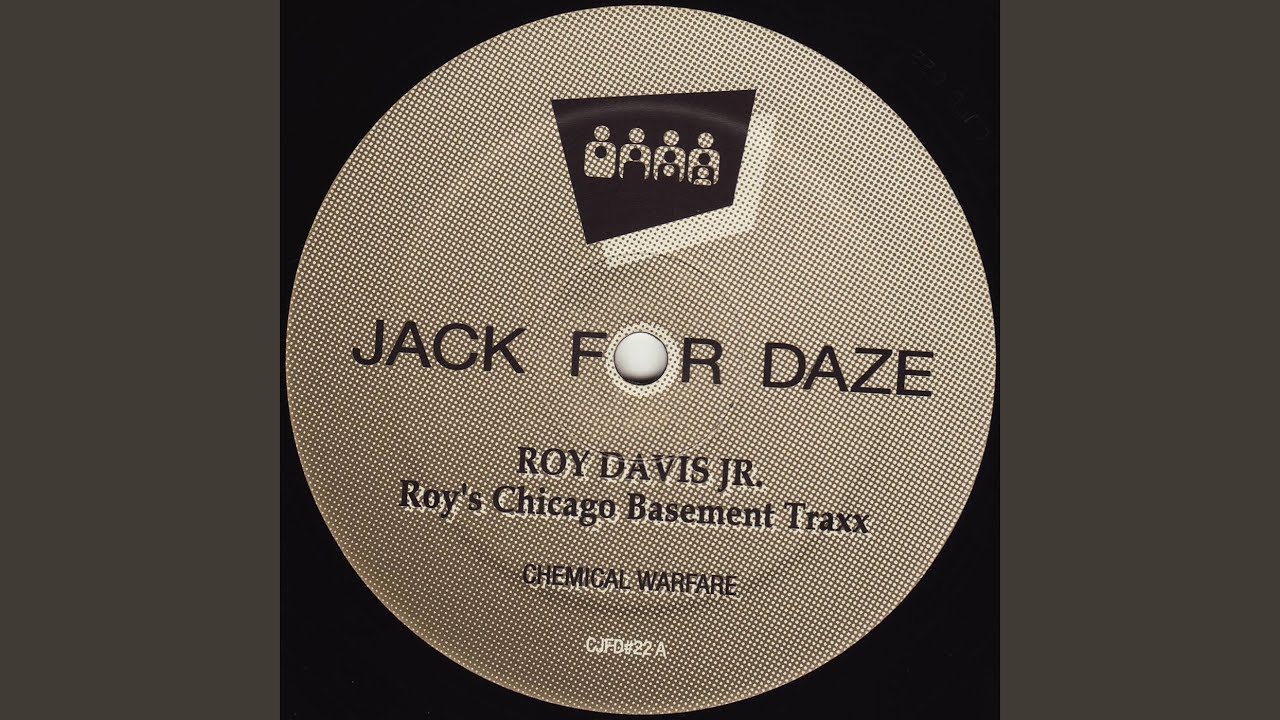 JACK FOR DAZE
ROY DAVIS JR.
Roy's Chicago Basement Traxx
CHEMICAL WARFARE
CJFD#22 A